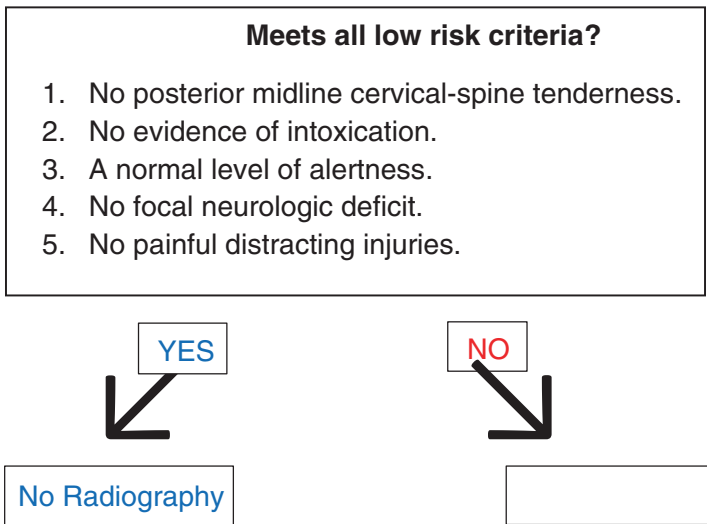 Meets all low risk criteria?
1. No posterior midline cervical-spine tenderness.
2. No evidence of intoxication.
3. A normal level of alertness.
4. No focal neurologic deficit.
5. No painful distracting injuries.
YES
NO
No Radiography